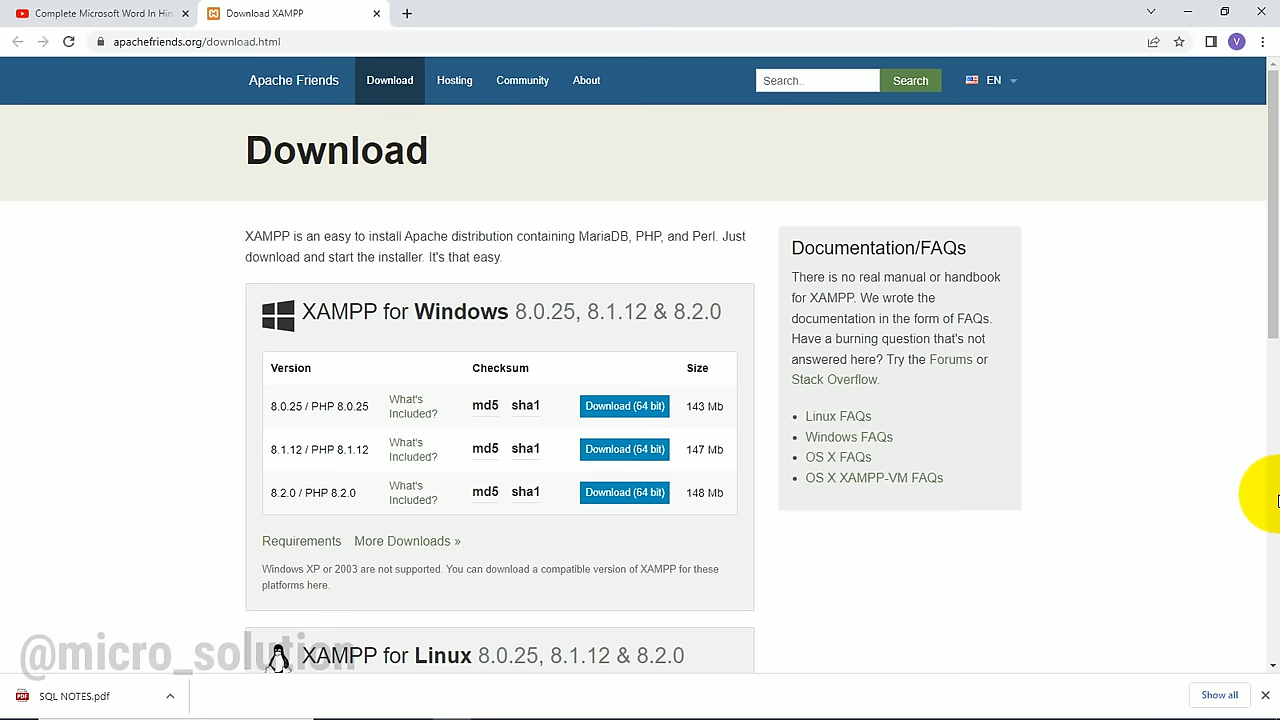 Complete Microsoft Word In Hin
Download XAMPP
apachefriends.org/download.html
V
Apache Friends Download Hosting Community About Search.. Search EN
Download
XAMPP is an easy to install Apache distribution containing MariaDB, PHP, and Perl. Just
download and start the installer. It's that easy.
XAMPP for Windows 8.0.25, 8.1.12 & 8.2.0
Version Checksum Size
8.0.25 / PHP 8.0.25 What's Included? md5 sha1 Download (64 bit) 143 Mb
8.1.12 / PHP 8.1.12 What's Included? md5 sha1 Download (64 bit) 147 Mb
8.2.0 / PHP 8.2.0 What's Included? md5 sha1 Download (64 bit) 148 Mb
Requirements More Downloads »
Windows XP or 2003 are not supported. You can download a compatible version of XAMPP for these
platforms here.
XAMPP for Linux 8.0.25, 8.1.12 & 8.2.0
Documentation/FAQs
There is no real manual or handbook
for XAMPP. We wrote the
documentation in the form of FAQs.
Have a burning question that's not
answered here? Try the Forums or
Stack Overflow.
• Linux FAQs
• Windows FAQs
• OS X FAQs
• OS X XAMPP-VM FAQs
@micro_solution
SQL NOTES.pdf
Show all